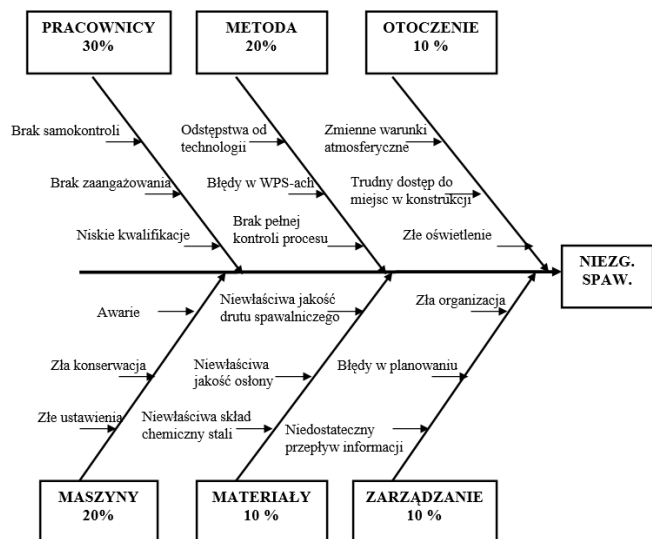 PRACOWNICY
30%
METODA
20%
OTOCZENIE
10 %
Brak samokontroli
Brak zaangażowania
Niskie kwalifikacje
Odstępstwa od
technologii
Błędy w WPS-ach
Brak pełnej
kontroli procesu
Zmienne warunki
atmosferyczne
Trudny dostęp do
miejsc w konstrukcji
Złe oświetlenie
NIEZG.
SPAW.
Awarie
Zła konserwacja
Złe ustawienia
Niewłaściwa jakość
drutu spawalniczego
Niewłaściwa
jakość osłony
Niewłaściwa skład
chemiczny stali
Zła organizacja
Błędy w planowaniu
Niedostateczny
przepływ informacji
MASZYNY
20%
MATERIAŁY
10 %
ZARZĄDZANIE
10 %